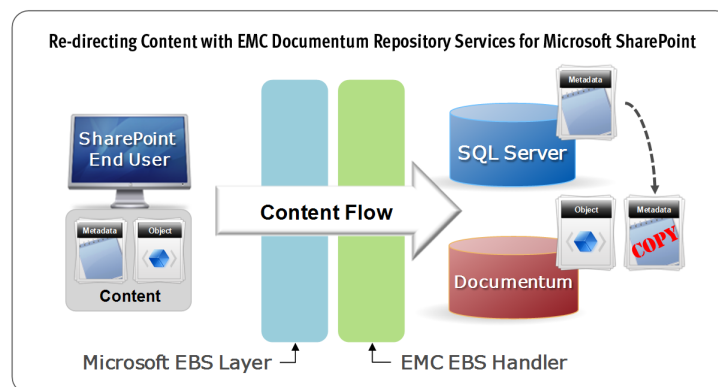 Re-directing Content with EMC Documentum Repository Services for Microsoft SharePoint
Metadata
SharePoint
End User
SQL Server
Content Flow
Metadata
Object
Content
Object
Metadata
COPY
Documentum
Microsoft EBS Layer
EMC EBS Handler